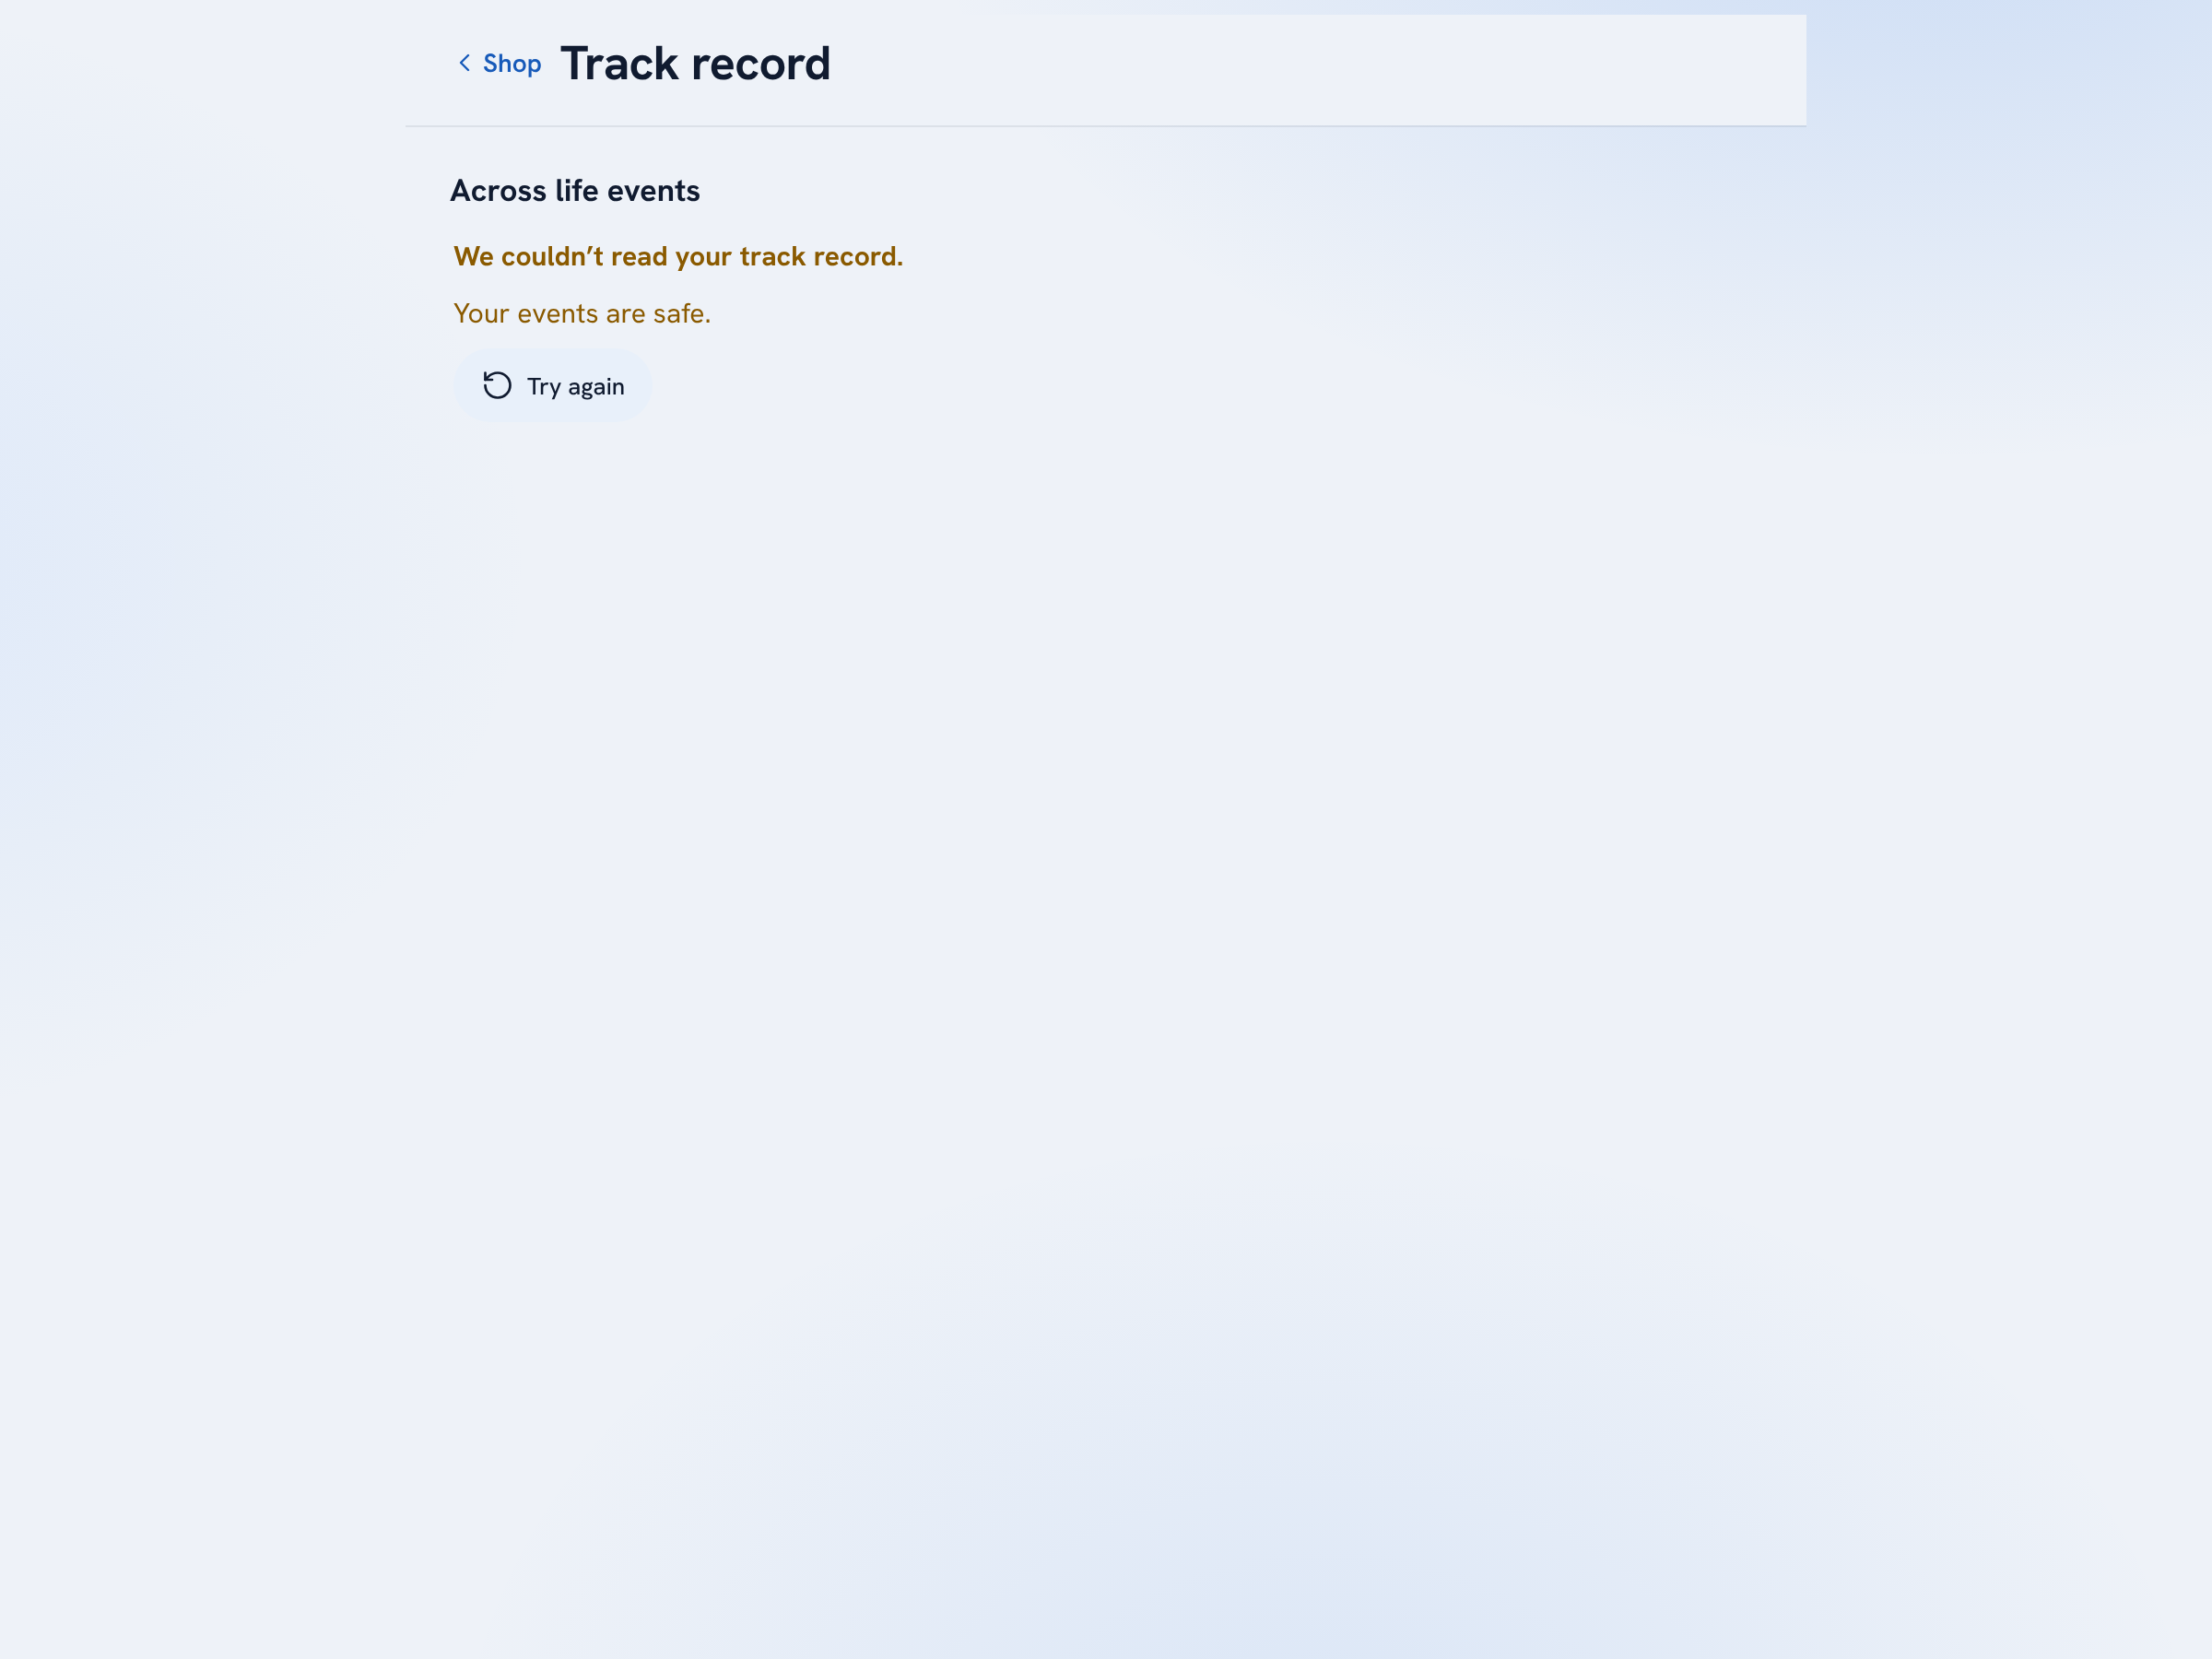 Shop Track record
Across life events
We couldn’t read your track record.
Your events are safe.
Try again